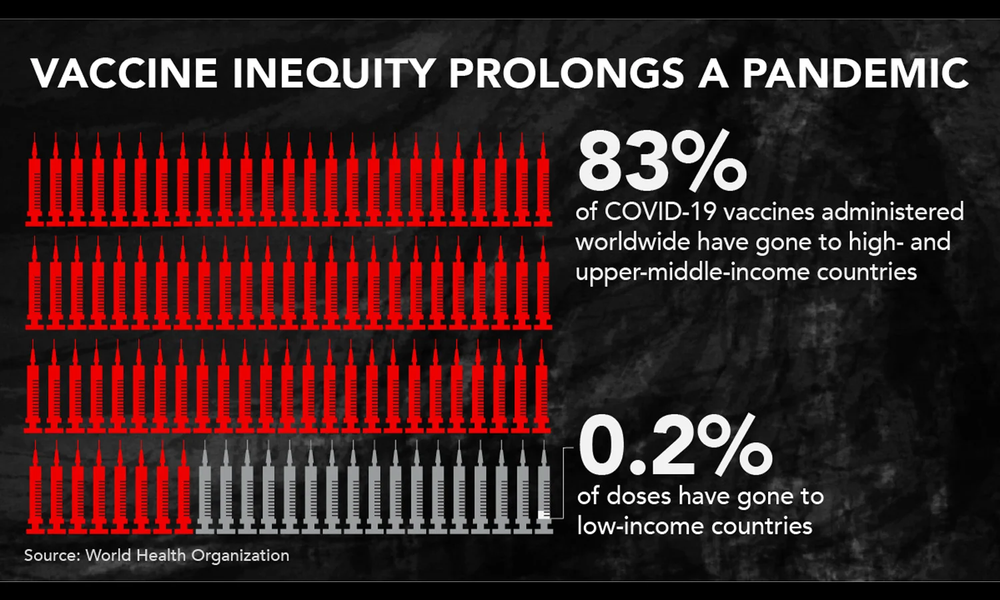 VACCINE INEQUITY PROLONGS A PANDEMIC
83%
of COVID-19 vaccines administered
worldwide have gone to high- and
upper-middle-income countries
0.2%
of doses have gone to
low-income countries
Source: World Health Organization